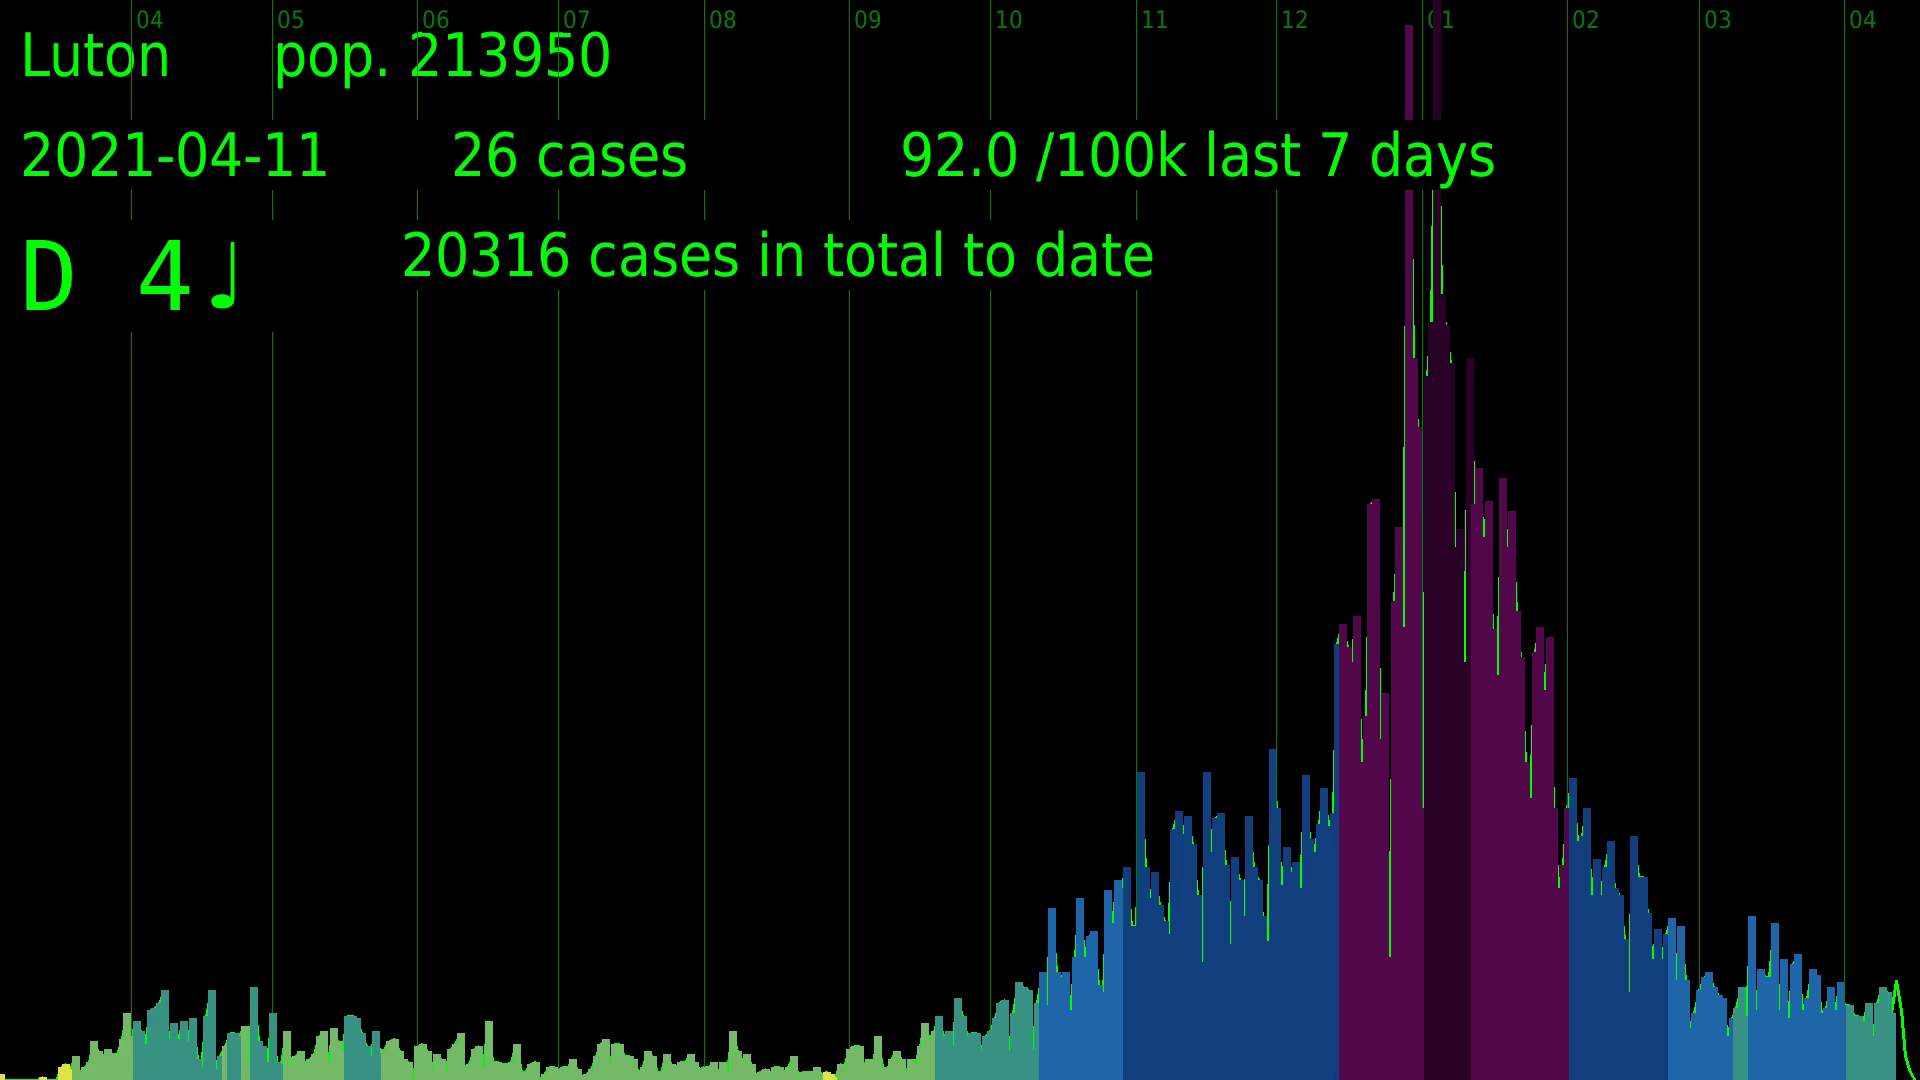 04 05 06 07 08 09 10 11 12 01 02 03 04
Luton pop. 213950
2021-04-11 26 cases 92.0 /100k last 7 days
D 4♩ 20316 cases in total to date